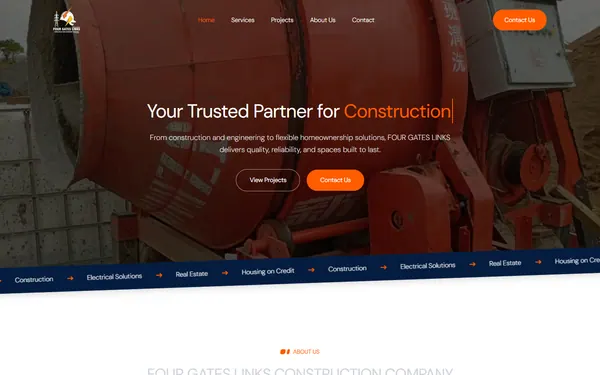 FOUR GATES LINKS
Home
Services
Projects
About Us
Contact
Contact Us
Your Trusted Partner for Construction
From construction and engineering to flexible homeownership solutions, FOUR GATES LINKS
delivers quality, reliability, and spaces built to last.
View Projects
Contact Us
Construction → Electrical Solutions → Real Estate → Housing on Credit → Construction → Electrical Solutions → Real Estate → Housing on Cre
ABOUT US
FOUR GATES LINKS CONSTRUCTION COMPANY